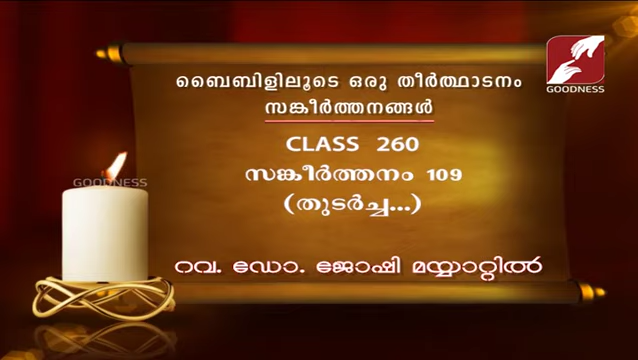 GOODNESS
ബൈബിളിലൂടെ ഒരു തീർത്ഥാടനം
സങ്കീർത്തനങ്ങൾ
CLASS 260
GOODNESS
സങ്കീർത്തനം 109
(തുടർച്ച...)
റവ. ഡോ. ജോഷി മയ്യാറ്റിൽ